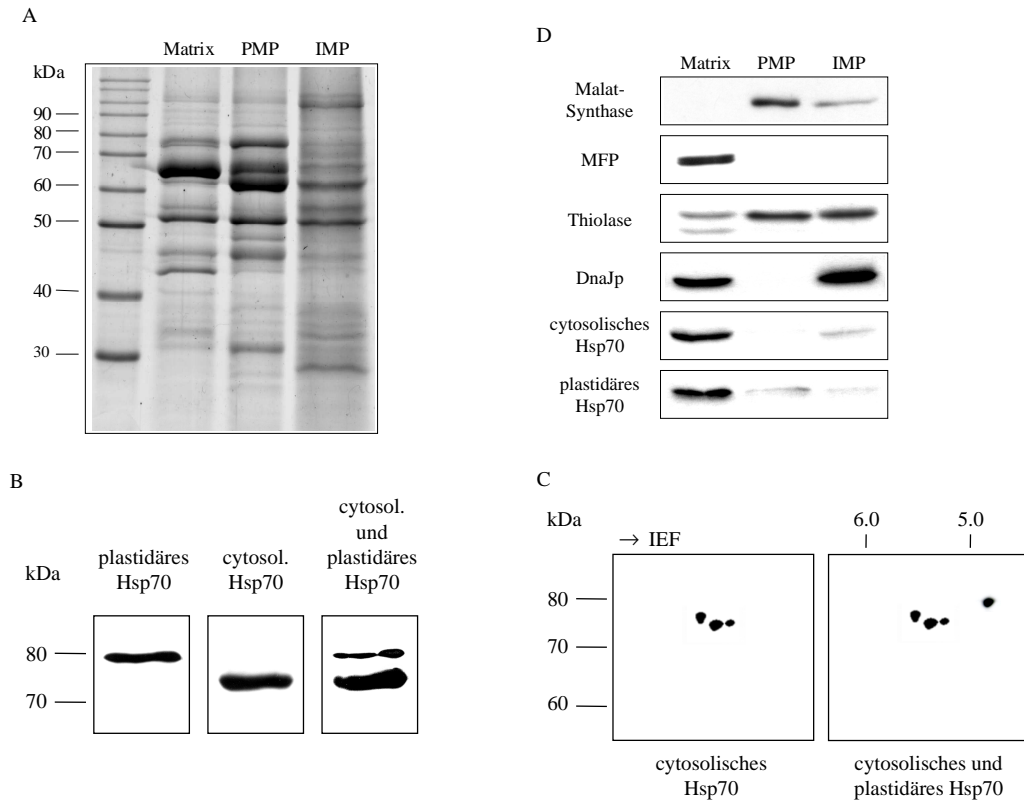 A
Matrix PMP IMP
kDa
90
80
70
60
50
40
30
D
Matrix PMP IMP
Malat-
Synthase
MFP
Thiolase
DnaJp
cytosolisches
Hsp70
plastidäres
Hsp70
B
kDa
plastidäres
Hsp70
cytosol.
Hsp70
cytosol.
und
plastidäres
Hsp70
80
70
C
kDa
→ IEF
6.0 5.0
80
70
60
cytosolisches
Hsp70
cytosolisches und
plastidäres Hsp70